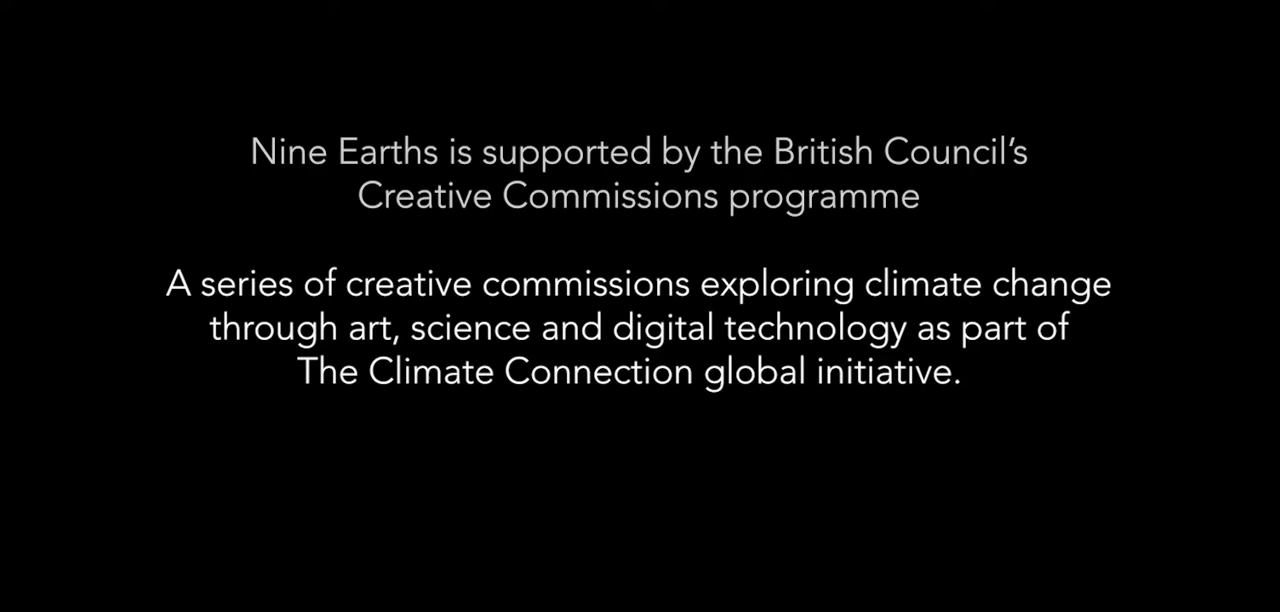 Nine Earths is supported by the British Council’s
Creative Commissions programme
A series of creative commissions exploring climate change
through art, science and digital technology as part of
The Climate Connection global initiative.